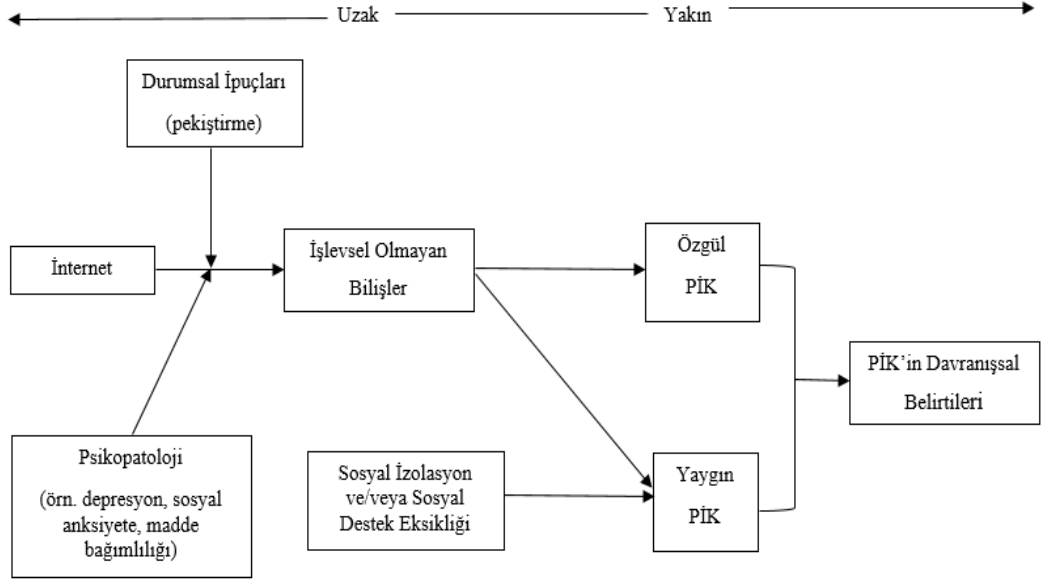 Uzak
Yakın
Durumsal İpuçları
(pekiştirme)
İnternet
İşlevsel Olmayan
Bilişler
Özgül
PİK
PİK’in Davranışsal
Belirtileri
Psikopatoloji
(örn. depresyon, sosyal
anksiyete, madde
bağımlılığı)
Sosyal İzolasyon
ve/veya Sosyal
Destek Eksikliği
Yaygın
PİK